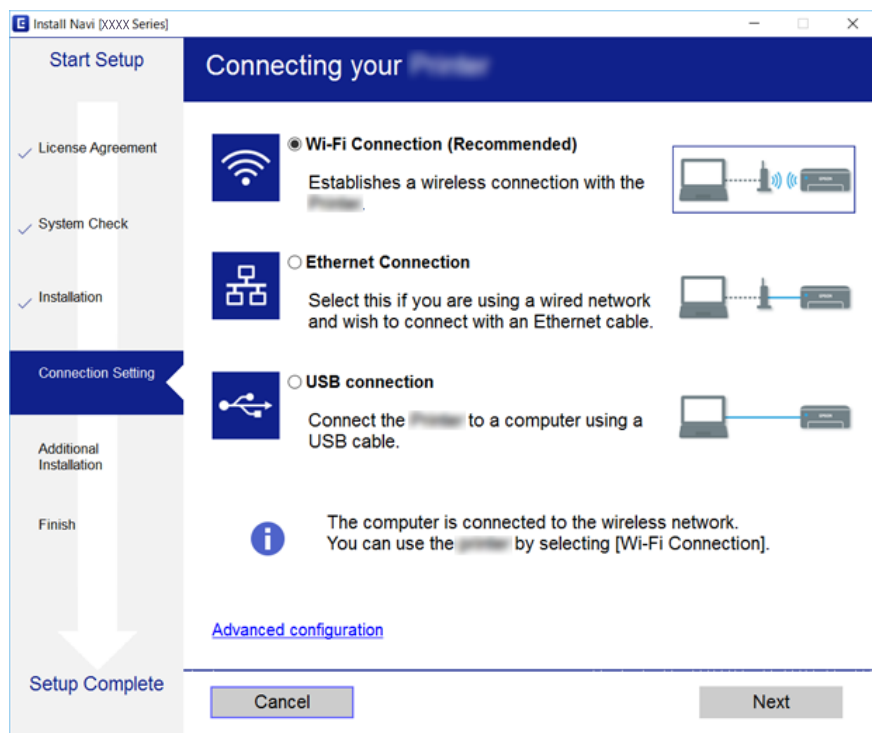 Install Navi [XXXX Series]
Start Setup
License Agreement
System Check
Installation
Connection Setting
Additional
Installation
Finish
Setup Complete
Connecting your
Wi-Fi Connection (Recommended)
Establishes a wireless connection with the
.
Ethernet Connection
Select this if you are using a wired network
and wish to connect with an Ethernet cable.
USB connection
Connect the to a computer using a
USB cable.
EPSON
EPSON
EPSON
The computer is connected to the wireless network.
You can use the by selecting [Wi-Fi Connection].
Advanced configuration
Cancel
Next